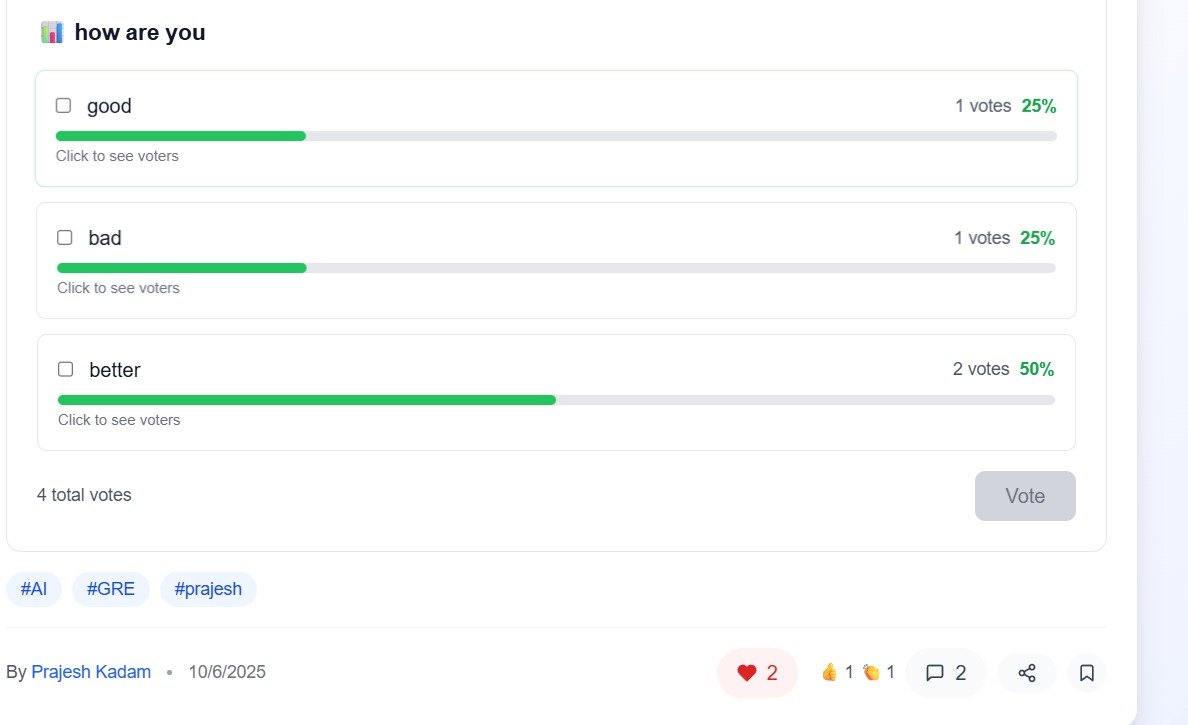 how are you
good 1 votes 25%
Click to see voters
bad 1 votes 25%
Click to see voters
better 2 votes 50%
Click to see voters
4 total votes Vote
#AI #GRE #prajesh
By Prajesh Kadam • 10/6/2025 2 1 1 2